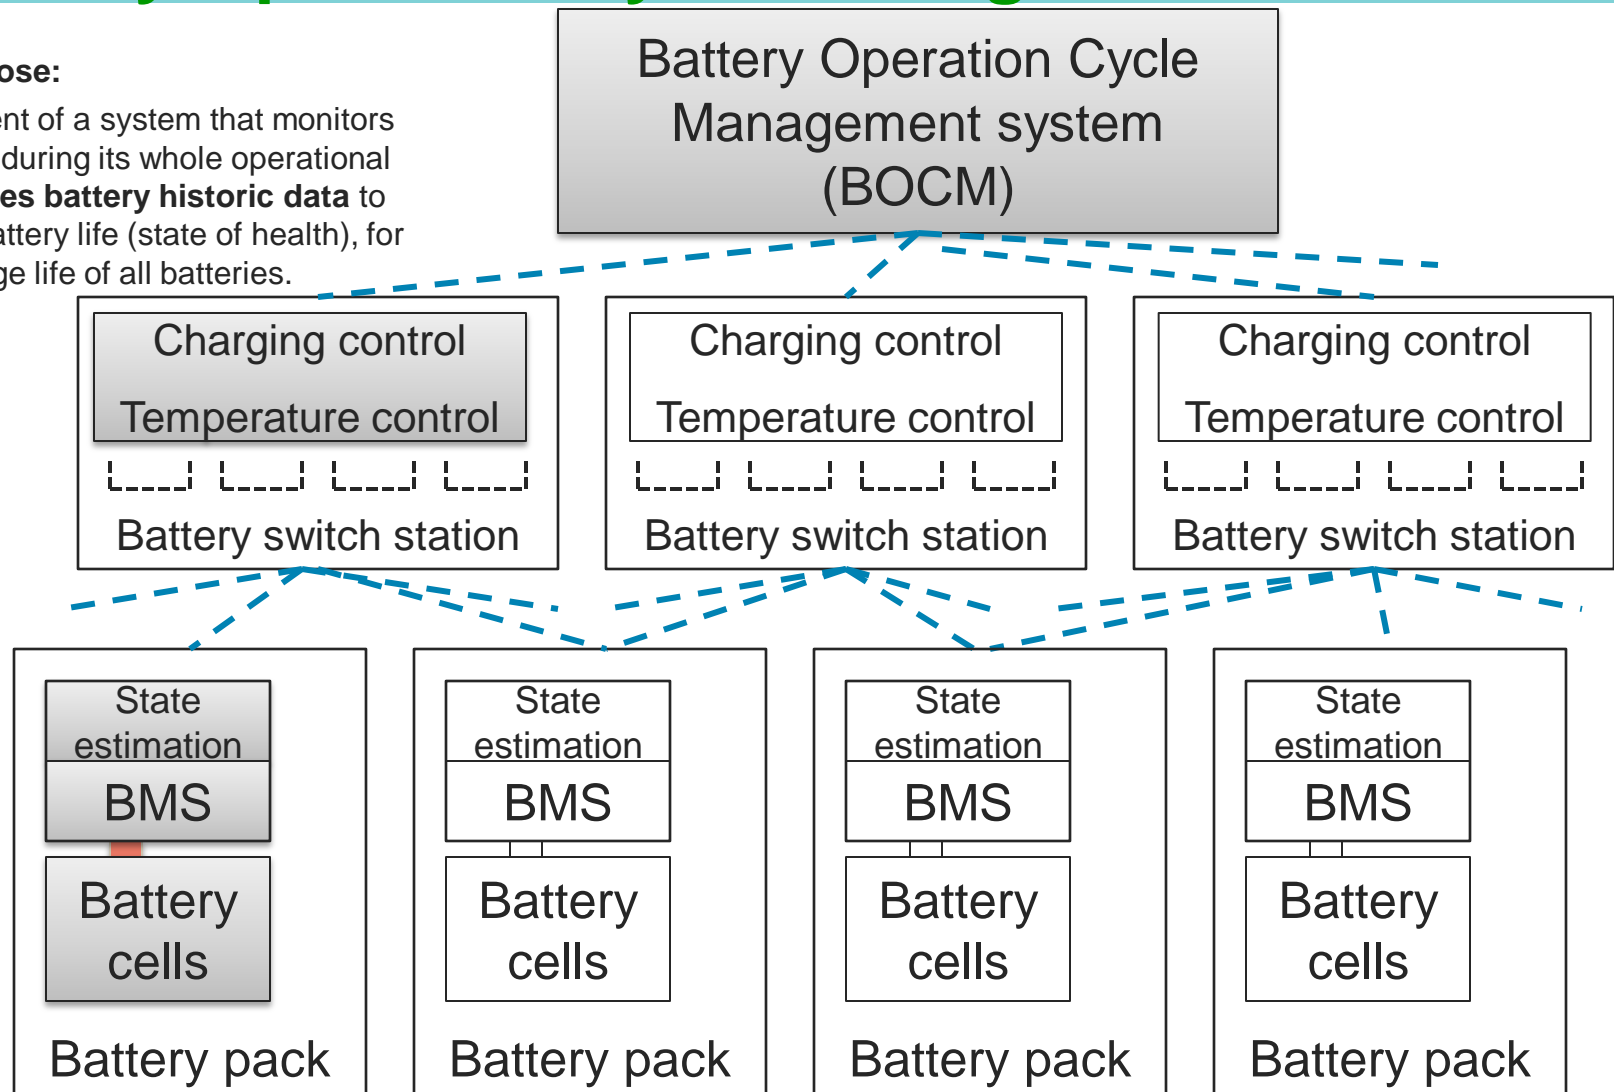 Battery Operation Cycle
Management system
(BOCM)
ose:
ent of a system that monitors
during its whole operational
es battery historic data to
attery life (state of health), for
ge life of all batteries.
Charging control
Temperature control
Battery switch station
Charging control
Temperature control
Battery switch station
Charging control
Temperature control
Battery switch station
State
estimation
BMS
Battery
cells
Battery pack
State
estimation
BMS
Battery
cells
Battery pack
State
estimation
BMS
Battery
cells
Battery pack
State
estimation
BMS
Battery
cells
Battery pack